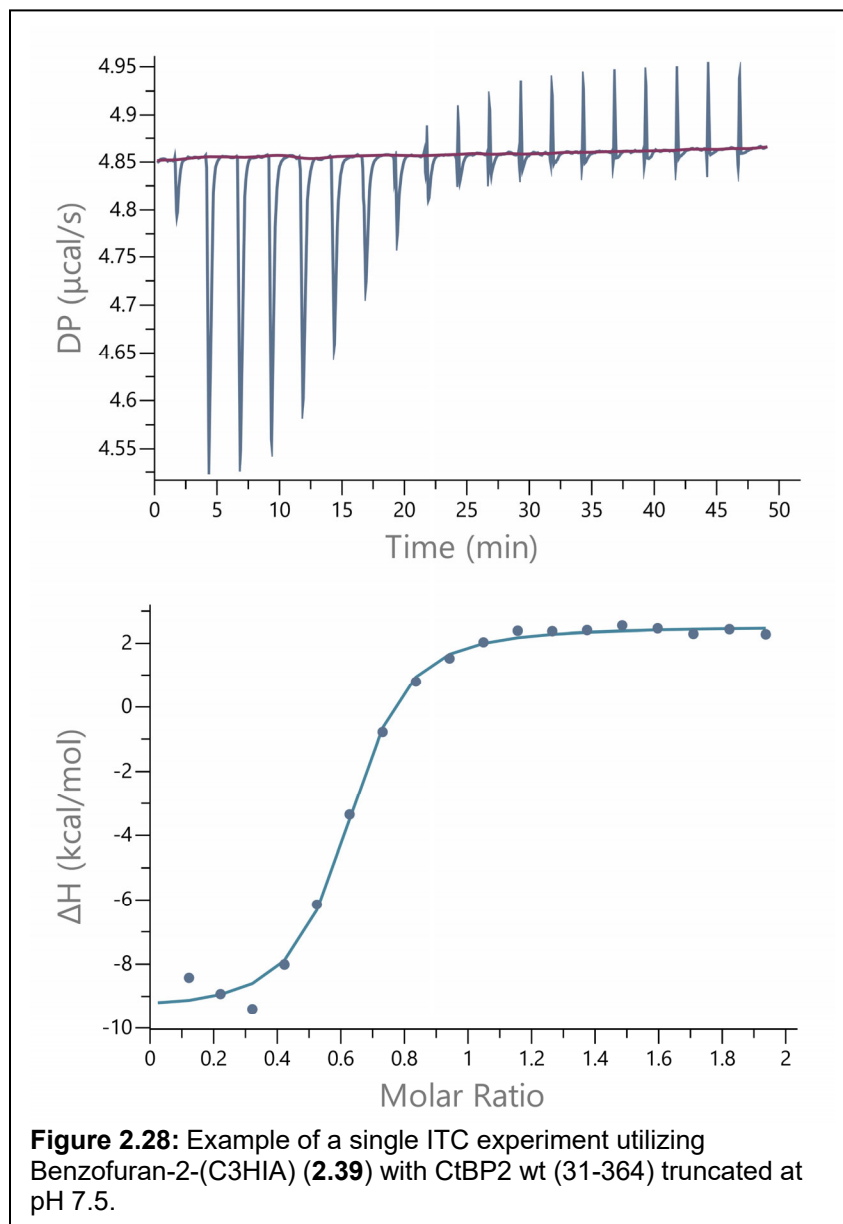 4.95
4.9
4.85
4.8
4.75
4.7
4.65
4.6
4.55
DP (μcal/s)
0 5 10 15 20 25 30 35 40 45 50
Time (min)
2
0
-2
-4
-6
-8
-10
ΔH (kcal/mol)
0 0.2 0.4 0.6 0.8 1 1.2 1.4 1.6 1.8 2
Molar Ratio
Figure 2.28: Example of a single ITC experiment utilizing
Benzofuran-2-(C3HIA) (2.39) with CtBP2 wt (31-364) truncated at
pH 7.5.